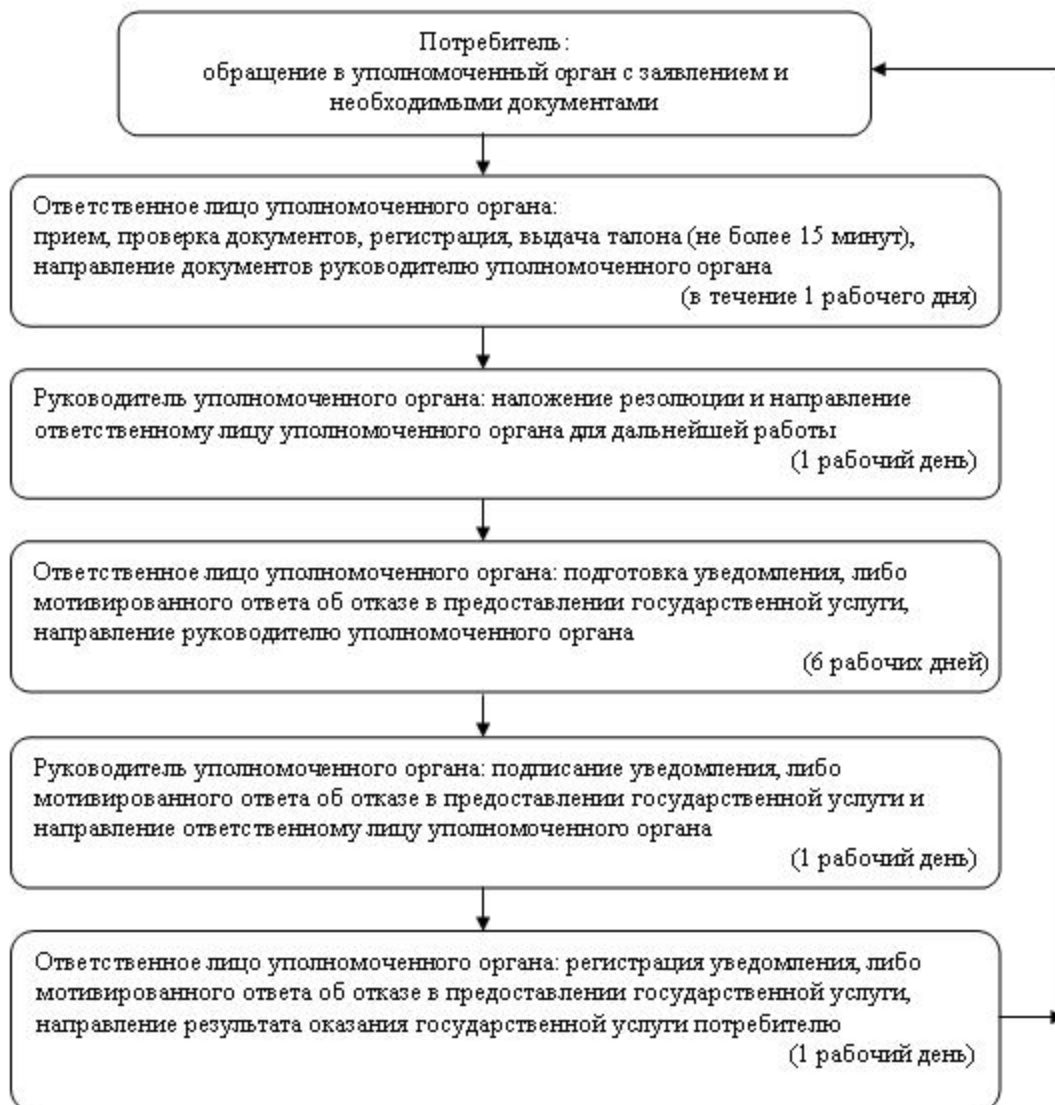 Потребитель:
обращение в уполномоченный орган с заявлением и
необходимыми документами
Ответственное лицо уполномоченного органа:
прием, проверка документов, регистрация, выдача талона (не более 15 минут),
направление документов руководителю уполномоченного органа
(в течение 1 рабочего дня)
Руководитель уполномоченного органа: наложение резолюции и направление
ответственному лицу уполномоченного органа для дальнейшей работы
(1 рабочий день)
Ответственное лицо уполномоченного органа: подготовка уведомления, либо
мотивированного ответа об отказе в предоставлении государственной услуги,
направление руководителю уполномоченного органа
(6 рабочих дней)
Руководитель уполномоченного органа: подписание уведомления, либо
мотивированного ответа об отказе в предоставлении государственной услуги и
направление ответственному лицу уполномоченного органа
(1 рабочий день)
Ответственное лицо уполномоченного органа: регистрация уведомления, либо
мотивированного ответа об отказе в предоставлении государственной услуги,
направление результата оказания государственной услуги потребителю
(1 рабочий день)